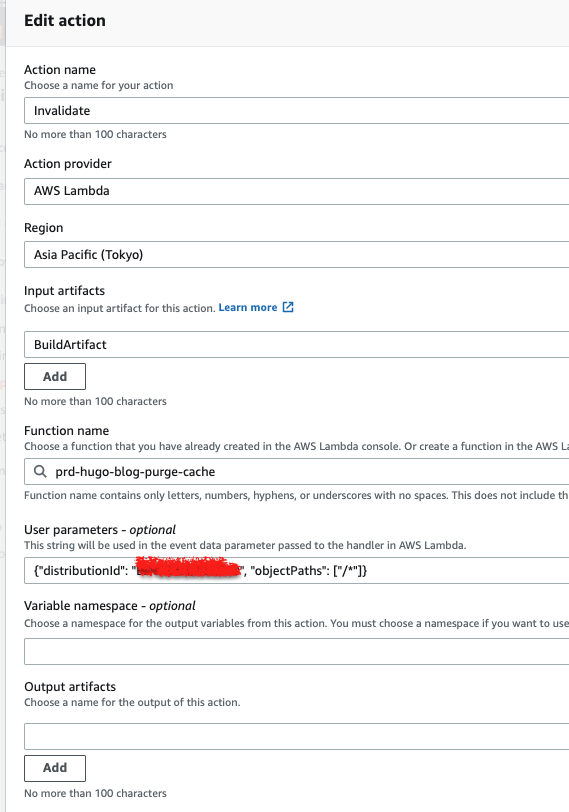 Edit action
Action name
Choose a name for your action
Invalidate
No more than 100 characters
Action provider
AWS Lambda
Region
Asia Pacific (Tokyo)
Input artifacts
Choose an input artifact for this action. Learn more
BuildArtifact
Add
No more than 100 characters
Function name
Choose a function that you have already created in the AWS Lambda console. Or create a function in the AWS La
prd-hugo-blog-purge-cache
Function name contains only letters, numbers, hyphens, or underscores with no spaces. This does not include th
User parameters - optional
This string will be used in the event data parameter passed to the handler in AWS Lambda.
{"distributionId": " ", "objectPaths": ["/*"]}
Variable namespace - optional
Choose a namespace for the output variables from this action. You must choose a namespace if you want to use
Output artifacts
Choose a name for the output of this action.
Add
No more than 100 characters